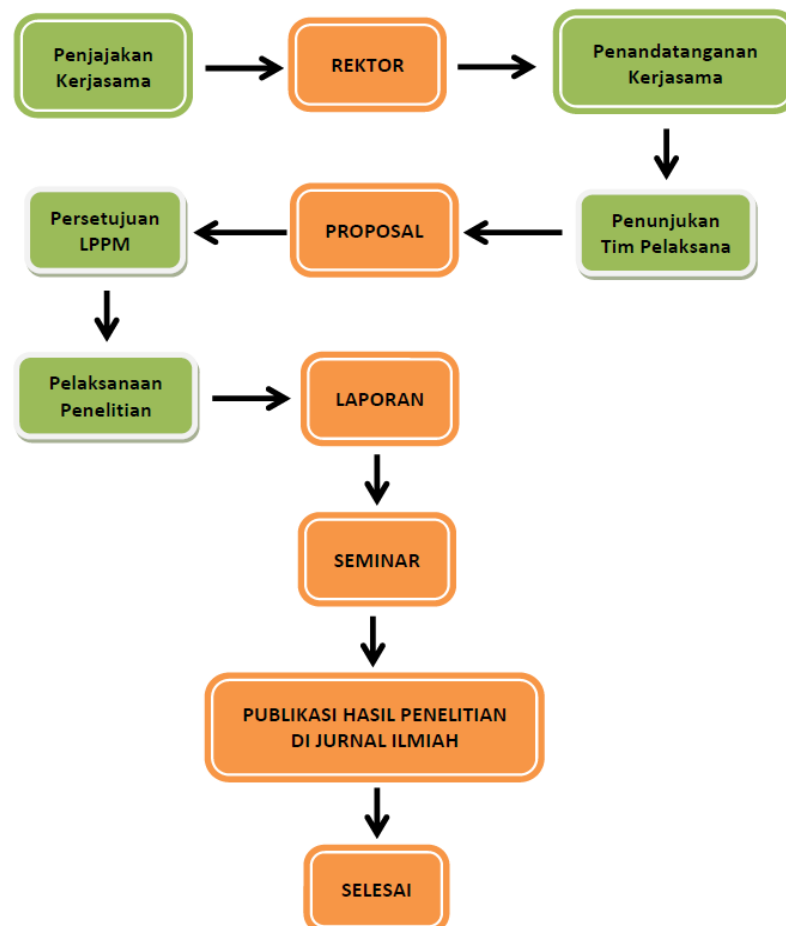 Penjajakan
Kerjasama
REKTOR
Penandatanganan
Kerjasama
Penunjukan
Tim Pelaksana
PROPOSAL
Persetujuan
LPPM
Pelaksanaan
Penelitian
LAPORAN
SEMINAR
PUBLIKASI HASIL PENELITIAN
DI JURNAL ILMIAH
SELESAI